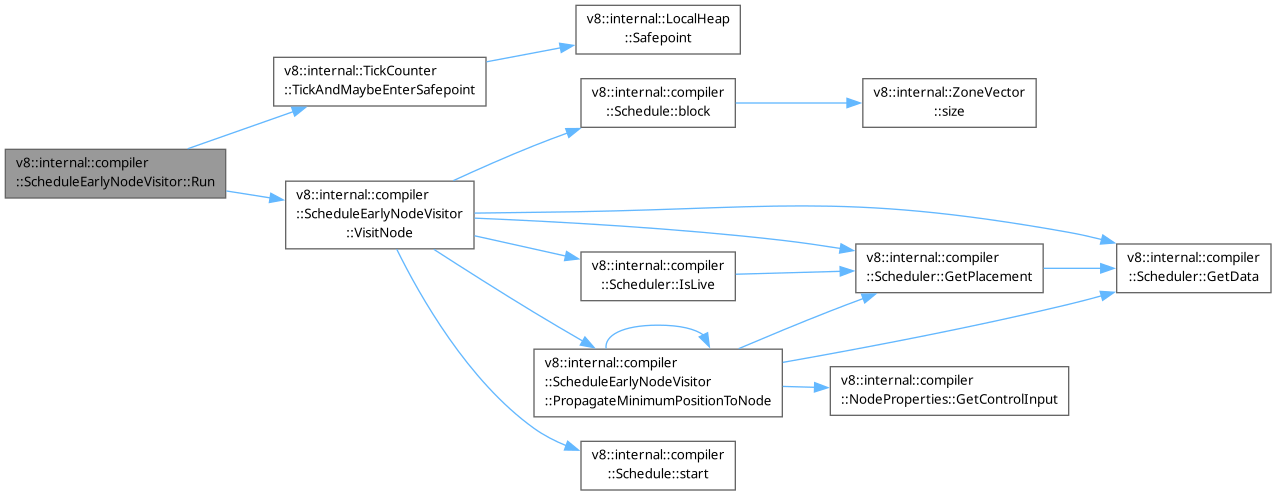 v8::internal::LocalHeap
::Safepoint
v8::internal::TickCounter
::TickAndMaybeEnterSafepoint
v8::internal::compiler
::Schedule::block
v8::internal::ZoneVector
::size
v8::internal::compiler
::ScheduleEarlyNodeVisitor::Run
v8::internal::compiler
::ScheduleEarlyNodeVisitor
::VisitNode
v8::internal::compiler
::Scheduler::IsLive
v8::internal::compiler
::Scheduler::GetPlacement
v8::internal::compiler
::Scheduler::GetData
v8::internal::compiler
::ScheduleEarlyNodeVisitor
::PropagateMinimumPositionToNode
v8::internal::compiler
::NodeProperties::GetControlInput
v8::internal::compiler
::Schedule::start